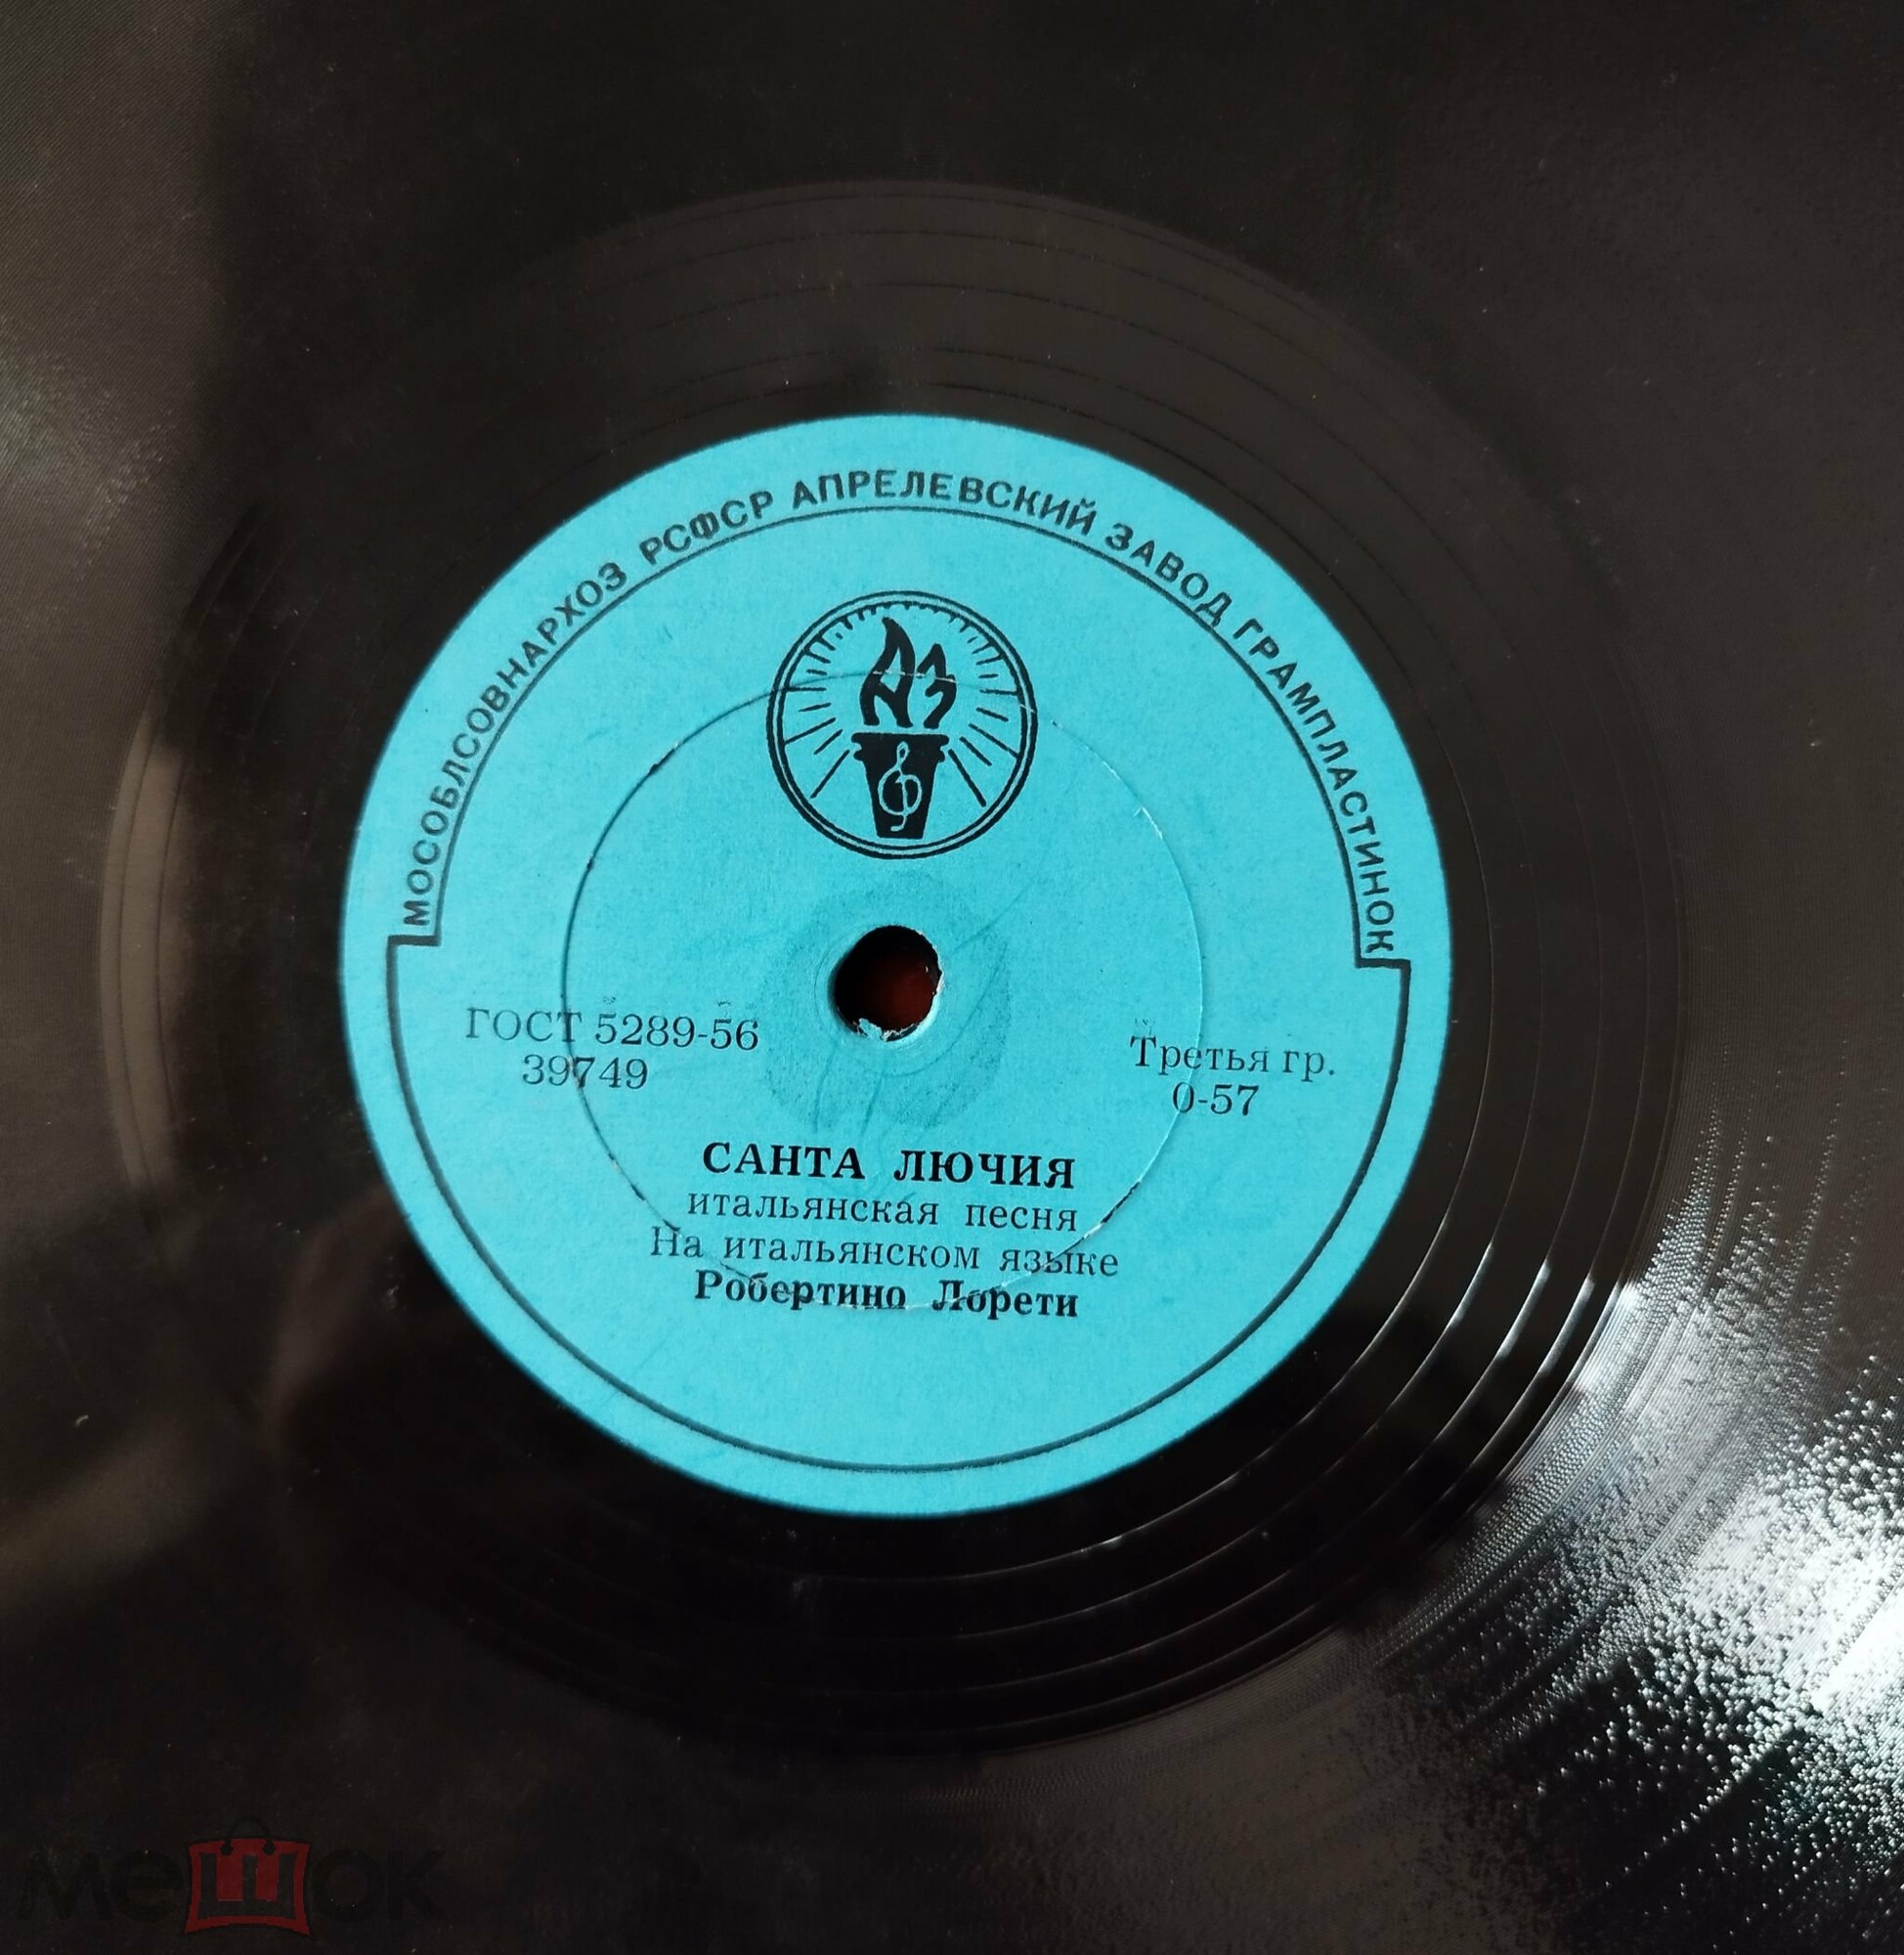 МОСОБЛСОВНАРХОЗ РСФСР АПРЕЛЕВСКИЙ ЗАВОД ГРАМПЛАСТИНОК
АЗ
ГОСТ 5289-56
39749
Третья гр.
0-57
САНТА ЛЮЧИЯ
итальянская песня
На итальянском языке
Робертино Лорети
мешок